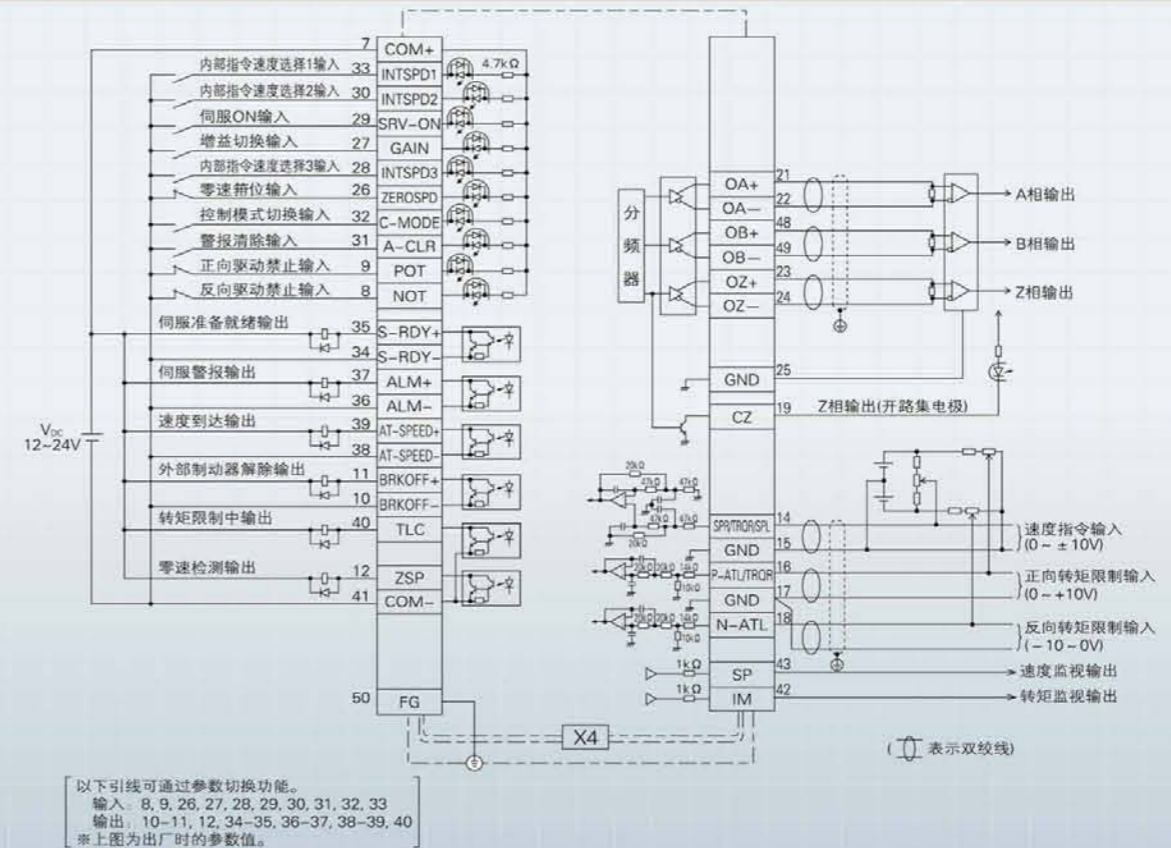 7 COM+
内部指令速度选择1输入 33 INTSPD1 4.7kΩ
内部指令速度选择2输入 30 INTSPD2
伺服ON输入 29 SRV-ON
增益切换输入 27 GAIN
内部指令速度选择3输入 28 INTSPD3
零速箝位输入 26 ZEROSPD
控制模式切换输入 32 C-MODE
警报清除输入 31 A-CLR
正向驱动禁止输入 9 POT
反向驱动禁止输入 8 NOT
伺服准备就绪输出 35 S-RDY+
34 S-RDY-
伺服警报输出 37 ALM+
36 ALM-
速度到达输出 39 AT-SPEED+
38 AT-SPEED-
外部制动器解除输出 11 BRKOFF+
10 BRKOFF-
转矩限制中输出 40 TLC
零速检测输出 12 ZSP
41 COM-
50 FG
VDC
12~24V
分
频
器
OA+ 21
OA- 22
A相输出
OB+ 48
OB- 49
B相输出
OZ+ 23
OZ- 24
Z相输出
GND 25
CZ 19 Z相输出(开路集电极)
20kΩ
47kΩ 47kΩ
47kΩ 47kΩ
20kΩ
SPR/TRQR/SPL 14
GND 15
速度指令输入
(0~±10V)
20kΩ 20kΩ 14kΩ
10kΩ
P-ATL/TRQR 16
GND 17
正向转矩限制输入
(0~+10V)
20kΩ 20kΩ 14kΩ
10kΩ
N-ATL 18
反向转矩限制输入
(-10~0V)
1kΩ SP 43 速度监视输出
1kΩ IM 42 转矩监视输出
X4
( 表示双绞线)
以下引线可通过参数切换功能。
输入: 8, 9, 26, 27, 28, 29, 30, 31, 32, 33
输出: 10-11, 12, 34-35, 36-37, 38-39, 40
※上图为出厂时的参数值。